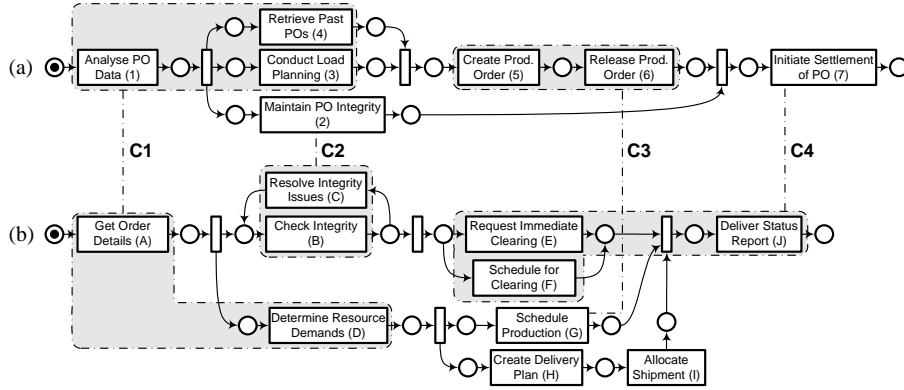 Retrieve Past
POs (4)
(a)
Analyse PO
Data (1)
Conduct Load
Planning (3)
Create Prod.
Order (5)
Release Prod.
Order (6)
Initiate Settlement
of PO (7)
Maintain PO Integrity
(2)
C1
C2
C3
C4
Resolve Integrity
Issues (C)
(b)
Get Order
Details (A)
Check Integrity
(B)
Request Immediate
Clearing (E)
Deliver Status
Report (J)
Schedule for
Clearing (F)
Determine Resource
Demands (D)
Schedule
Production (G)
Create Delivery
Plan (H)
Allocate
Shipment (I)